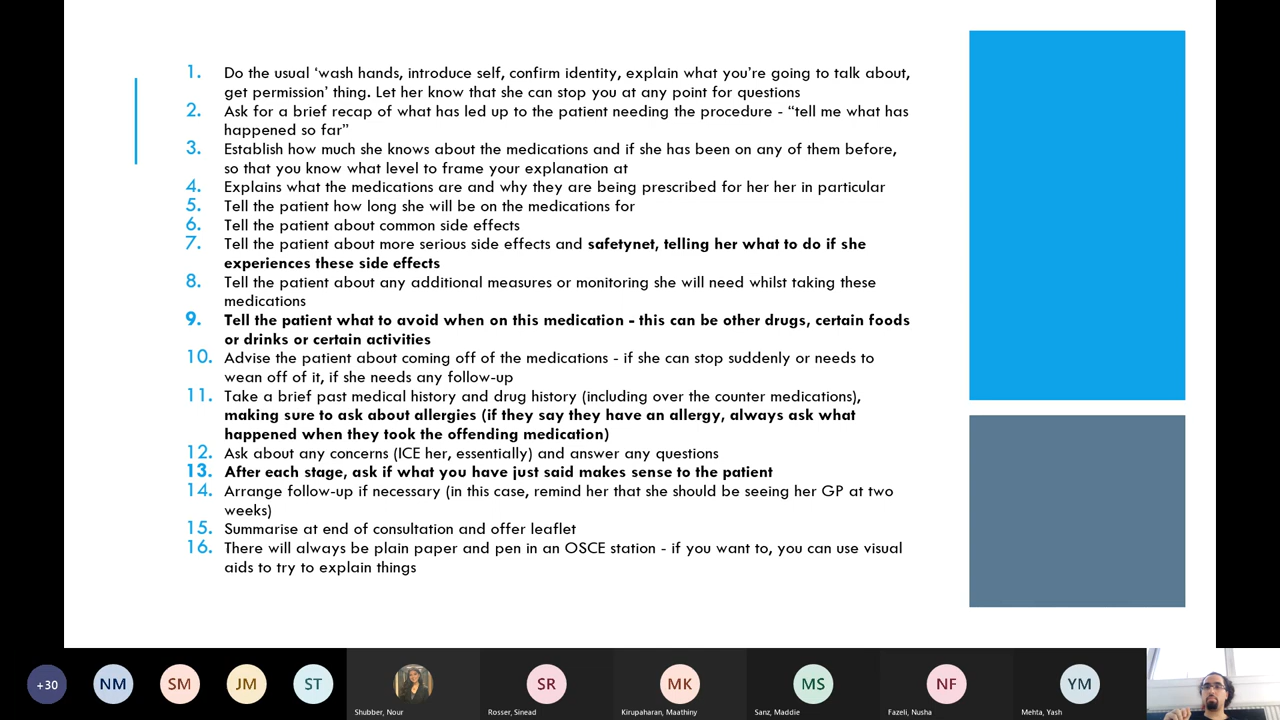 1. Do the usual ‘wash hands, introduce self, confirm identity, explain what you’re going to talk about,
get permission’ thing. Let her know that she can stop you at any point for questions
2. Ask for a brief recap of what has led up to the patient needing the procedure - “tell me what has
happened so far”
3. Establish how much she knows about the medications and if she has been on any of them before,
so that you know what level to frame your explanation at
4. Explains what the medications are and why they are being prescribed for her her in particular
5. Tell the patient how long she will be on the medications for
6. Tell the patient about common side effects
7. Tell the patient about more serious side effects and safetynet, telling her what to do if she
experiences these side effects
8. Tell the patient about any additional measures or monitoring she will need whilst taking these
medications
9. Tell the patient what to avoid when on this medication - this can be other drugs, certain foods
or drinks or certain activities
10. Advise the patient about coming off of the medications - if she can stop suddenly or needs to
wean off of it, if she needs any follow-up
11. Take a brief past medical history and drug history (including over the counter medications),
making sure to ask about allergies (if they say they have an allergy, always ask what
happened when they took the offending medication)
12. Ask about any concerns (ICE her, essentially) and answer any questions
13. After each stage, ask if what you have just said makes sense to the patient
14. Arrange follow-up if necessary (in this case, remind her that she should be seeing her GP at two
weeks)
15. Summarise at end of consultation and offer leaflet
16. There will always be plain paper and pen in an OSCE station - if you want to, you can use visual
aids to try to explain things
+30 NM SM JM ST SR MK MS NF YM
Shubber, Nour Rosser, Sinead Kirupaharan, Maathiny Sanz, Maddie Fazeli, Nusha Mehta, Yash